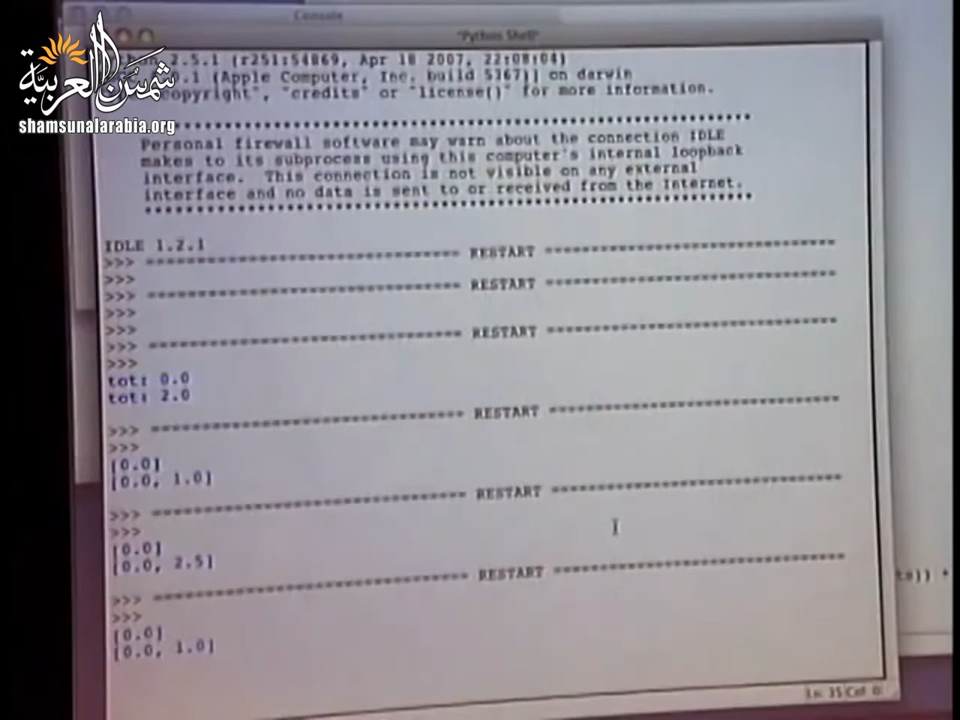 Console
*Python Shell*
شمس العربية
shamsunalarabia.org
2.5.1 (r251:54869, Apr 18 2007, 22:08:04)
.0.1 (Apple Computer, Inc. build 5367)] on darwin
"copyright", "credits" or "license()" for more information.
****************************************************************
Personal firewall software may warn about the connection IDLE
makes to its subprocess using this computer's internal loopback
interface. This connection is not visible on any external
interface and no data is sent to or received from the Internet.
****************************************************************
IDLE 1.2.1
>>> ================================ RESTART ================================
>>>
>>> ================================ RESTART ================================
>>>
>>>
>>> ================================ RESTART ================================
>>>
tot: 0.0
tot: 2.0
>>> ================================ RESTART ================================
>>>
[0.0]
[0.0, 1.0]
>>> ================================ RESTART ================================
>>>
[0.0]
[0.0, 2.5]
>>> ================================ RESTART ================================
>>>
[0.0]
[0.0, 1.0]
ts)) *
Ln: 35 Col: 0